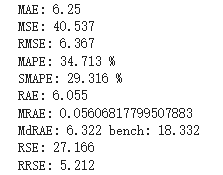 MAE: 6.25
MSE: 40.537
RMSE: 6.367
MAPE: 34.713 %
SMAPE: 29.316 %
RAE: 6.055
MRAE: 0.05606817799507883
MdRAE: 6.322 bench: 18.332
RSE: 27.166
RRSE: 5.212